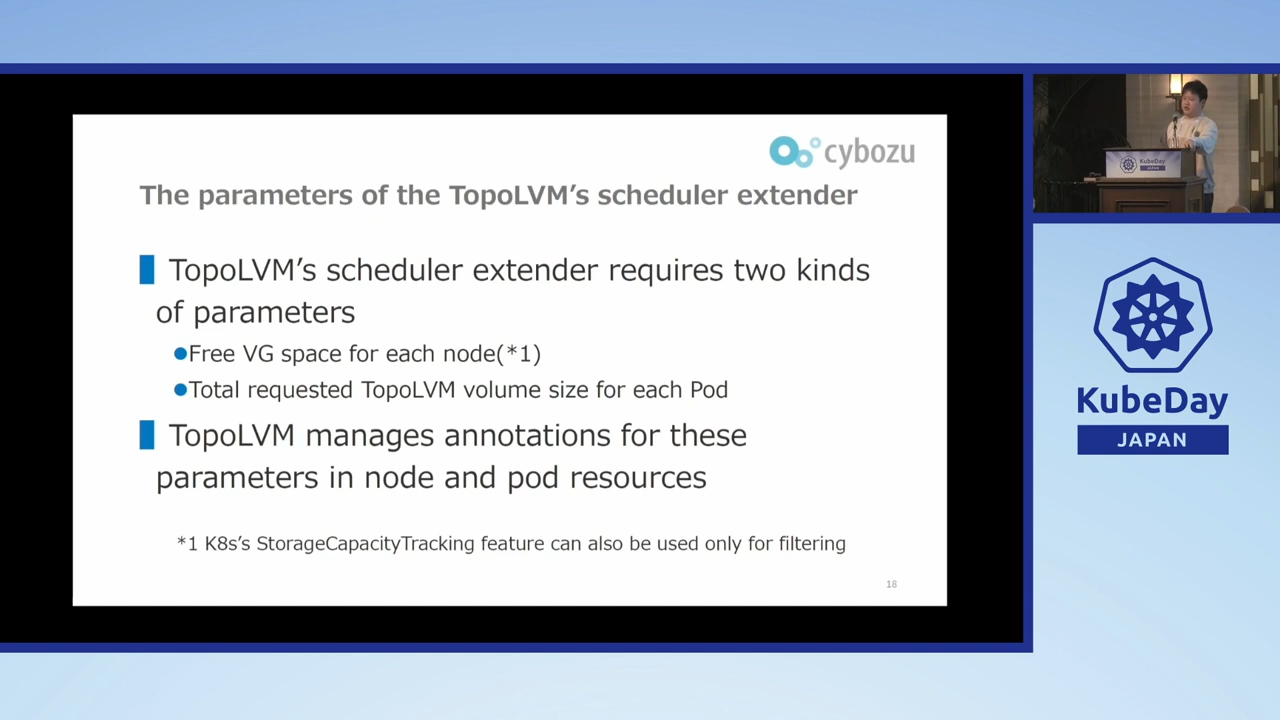 cybozu
The parameters of the TopoLVM’s scheduler extender
TopoLVM’s scheduler extender requires two kinds
of parameters
Free VG space for each node(*1)
Total requested TopoLVM volume size for each Pod
TopoLVM manages annotations for these
parameters in node and pod resources
*1 K8s’s StorageCapacityTracking feature can also be used only for filtering
18
KubeDay
JAPAN
KubeDay
JAPAN